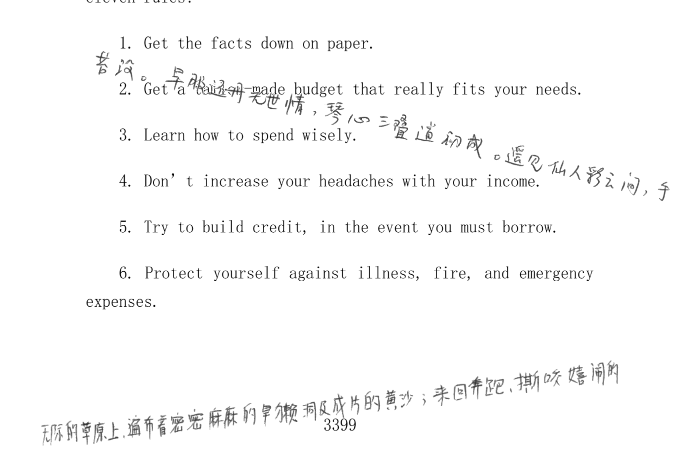 eleven rules:
1. Get the facts down on paper.
苔没。早服还丹无世情，琴心三叠道初成。遥见仙人彩云间，手
2. Get a tailor-made budget that really fits your needs.
3. Learn how to spend wisely.
4. Don't increase your headaches with your income.
5. Try to build credit, in the event you must borrow.
6. Protect yourself against illness, fire, and emergency
expenses.
无际的草原上，遍布着密密麻麻的旱獭洞及成片的黄沙；来回奔跑、撕咬嬉闹的
3399